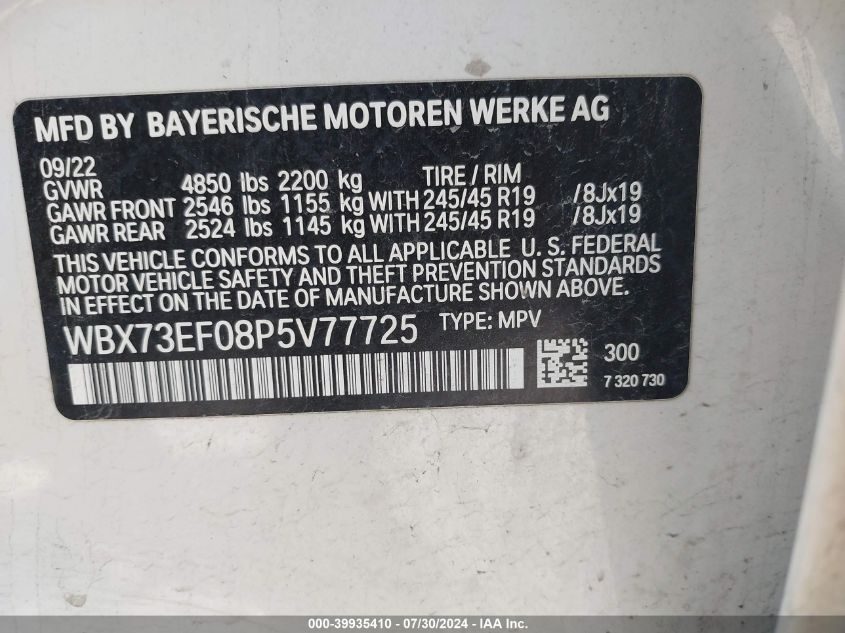 MFD BY BAYERISCHE MOTOREN WERKE AG
09/22
GVWR 4850 lbs 2200 kg TIRE / RIM
GAWR FRONT 2546 lbs 1155 kg WITH 245/45 R19 /8Jx19
GAWR REAR 2524 lbs 1145 kg WITH 245/45 R19 /8Jx19
THIS VEHICLE CONFORMS TO ALL APPLICABLE U. S. FEDERAL
MOTOR VEHICLE SAFETY AND THEFT PREVENTION STANDARDS
IN EFFECT ON THE DATE OF MANUFACTURE SHOWN ABOVE.
WBX73EF08P5V77725 TYPE: MPV
300
7 320 730
000-39935410 - 07/30/2024 - IAA Inc.